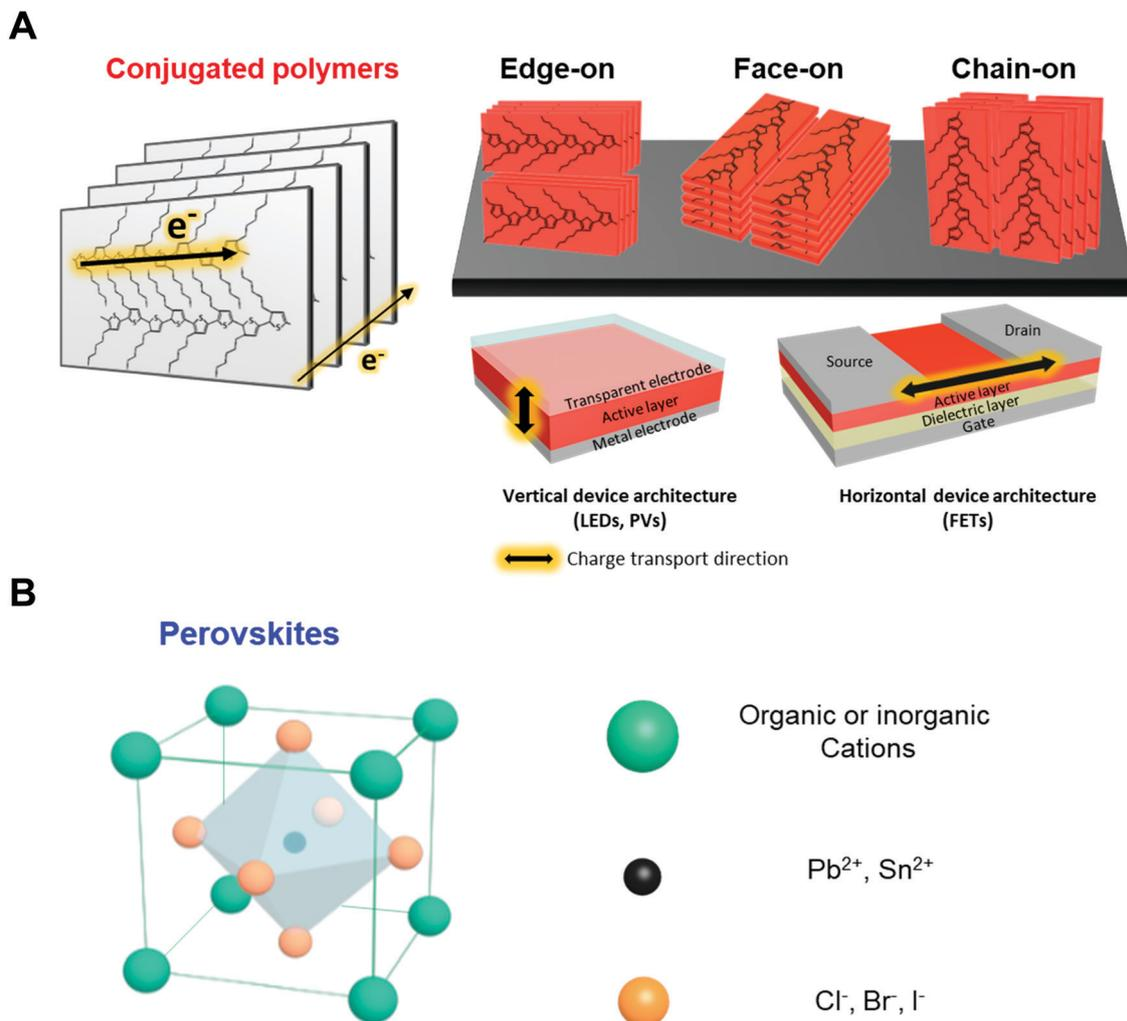 A
Conjugated polymers
Edge-on
Face-on
Chain-on
e⁻
e⁻
S
S
S
S
S
S
S
Transparent electrode
Active layer
Metal electrode
Source
Drain
Active layer
Dielectric layer
Gate
Vertical device architecture
(LEDs, PVs)
Horizontal device architecture
(FETs)
Charge transport direction
B
Perovskites
Organic or inorganic
Cations
Pb²⁺, Sn²⁺
Cl⁻, Br⁻, I⁻